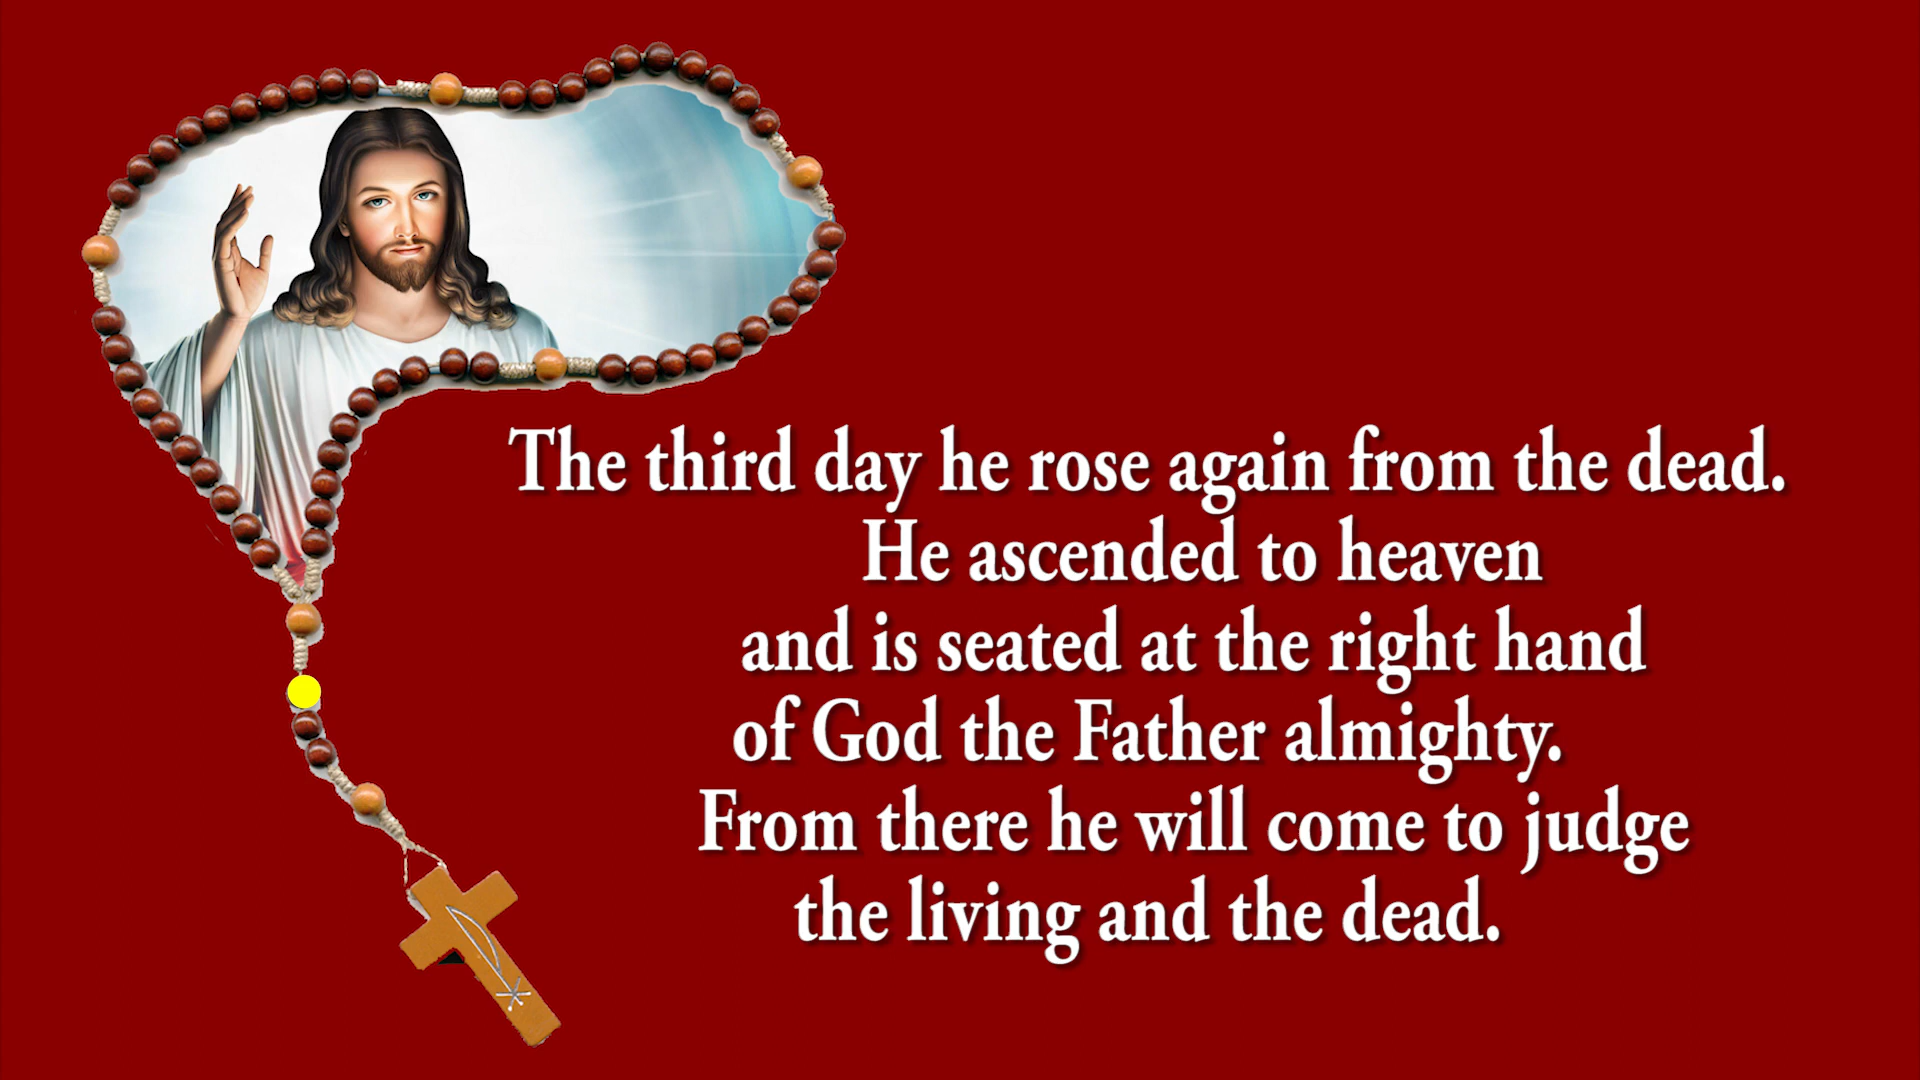 The third day he rose again from the dead.
He ascended to heaven
and is seated at the right hand
of God the Father almighty.
From there he will come to judge
the living and the dead.